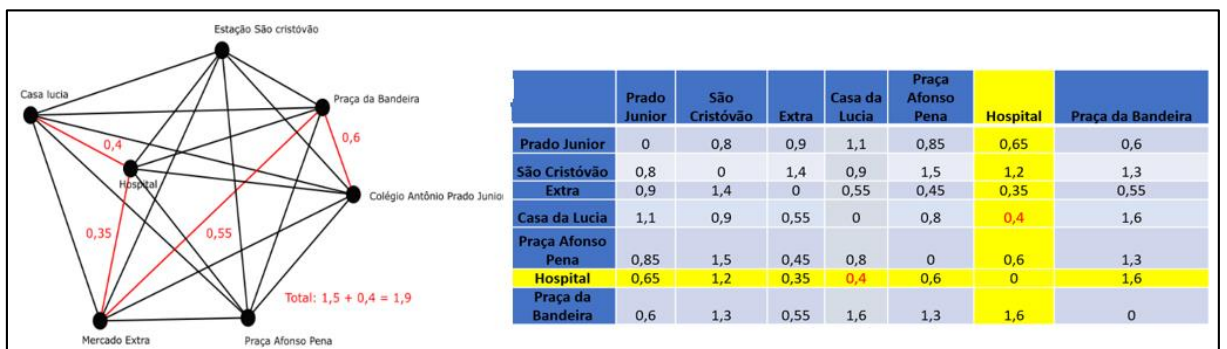 Estação São cristóvão
Casa lucia
Praça da Bandeira
0,4
0,6
Hospital
Colégio Antônio Prado Junior
0,35
0,55
Total: 1,5 + 0,4 = 1,9
Mercado Extra
Praça Afonso Pena
Prado Junior São Cristóvão Extra Casa da Lucia Praça Afonso Pena Hospital Praça da Bandeira
Prado Junior 0 0,8 0,9 1,1 0,85 0,65 0,6
São Cristóvão 0,8 0 1,4 0,9 1,5 1,2 1,3
Extra 0,9 1,4 0 0,55 0,45 0,35 0,55
Casa da Lucia 1,1 0,9 0,55 0 0,8 0,4 1,6
Praça Afonso Pena 0,85 1,5 0,45 0,8 0 0,6 1,3
Hospital 0,65 1,2 0,35 0,4 0,6 0 1,6
Praça da Bandeira 0,6 1,3 0,55 1,6 1,3 1,6 0